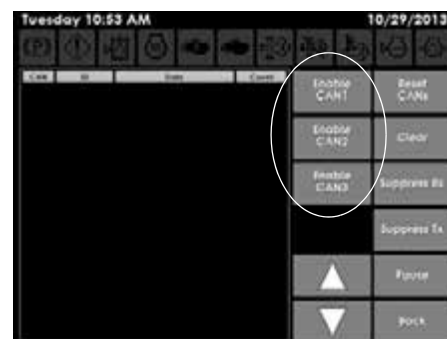 Tuesday 10:53 AM 10/29/2013
CAN ID Data Count
Enable CAN1
Reset CANs
Enable CAN2
Clear
Enable CAN3
Suppress Rx
Suppress Tx
Pause
Back